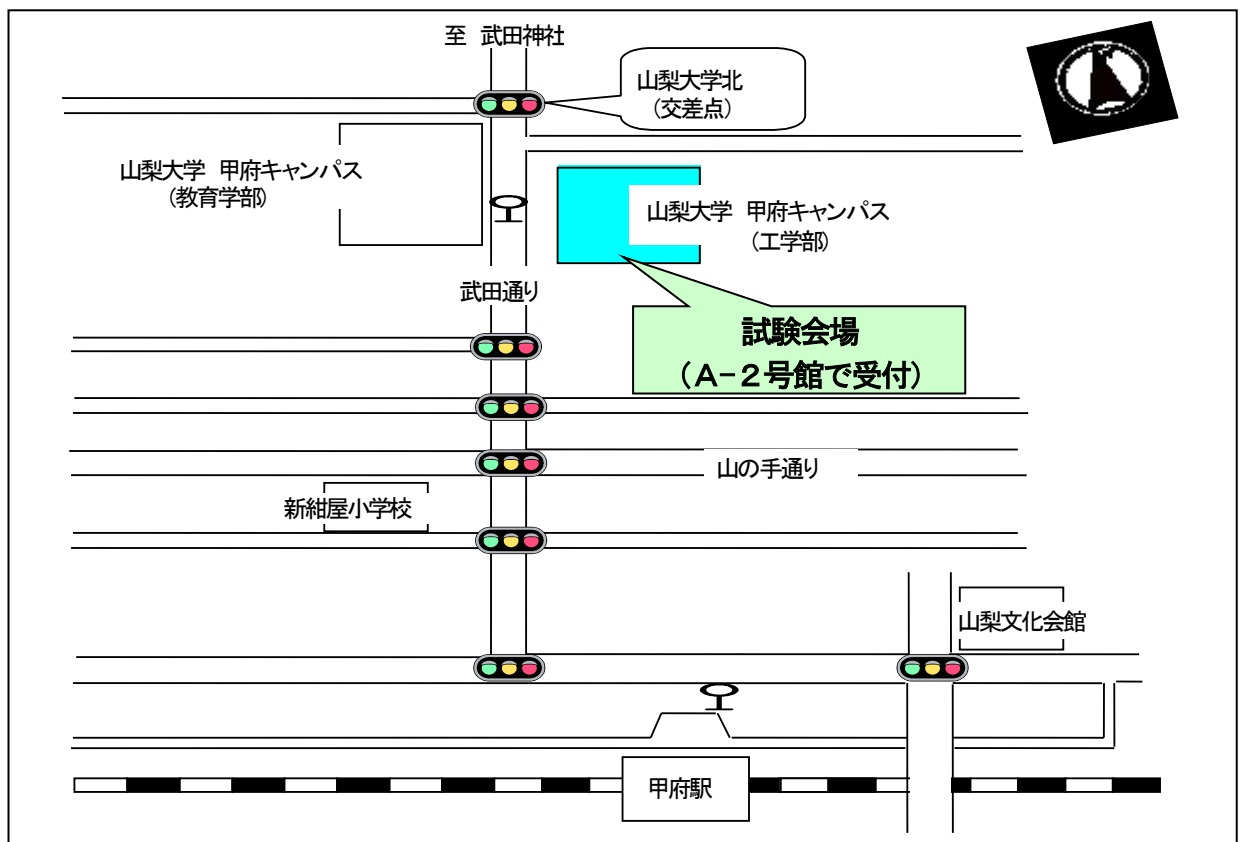 至 武田神社
山梨大学北
(交差点)
山梨大学 甲府キャンパス
(教育学部)
山梨大学 甲府キャンパス
(工学部)
武田通り
試験会場
(A-2号館で受付)
山の手通り
新紺屋小学校
山梨文化会館
甲府駅